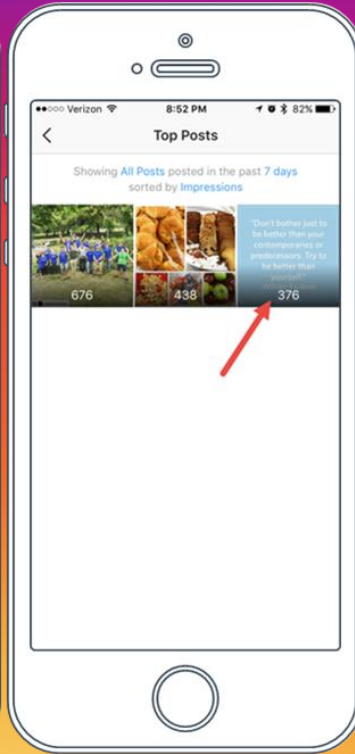 Verizon 8:52 PM 82%
Top Posts
Showing All Posts posted in the past 7 days
sorted by Impressions
"Don't bother just to
be better than your
contemporaries or
predecessors. Try to
be better than
yourself."
676 438 376